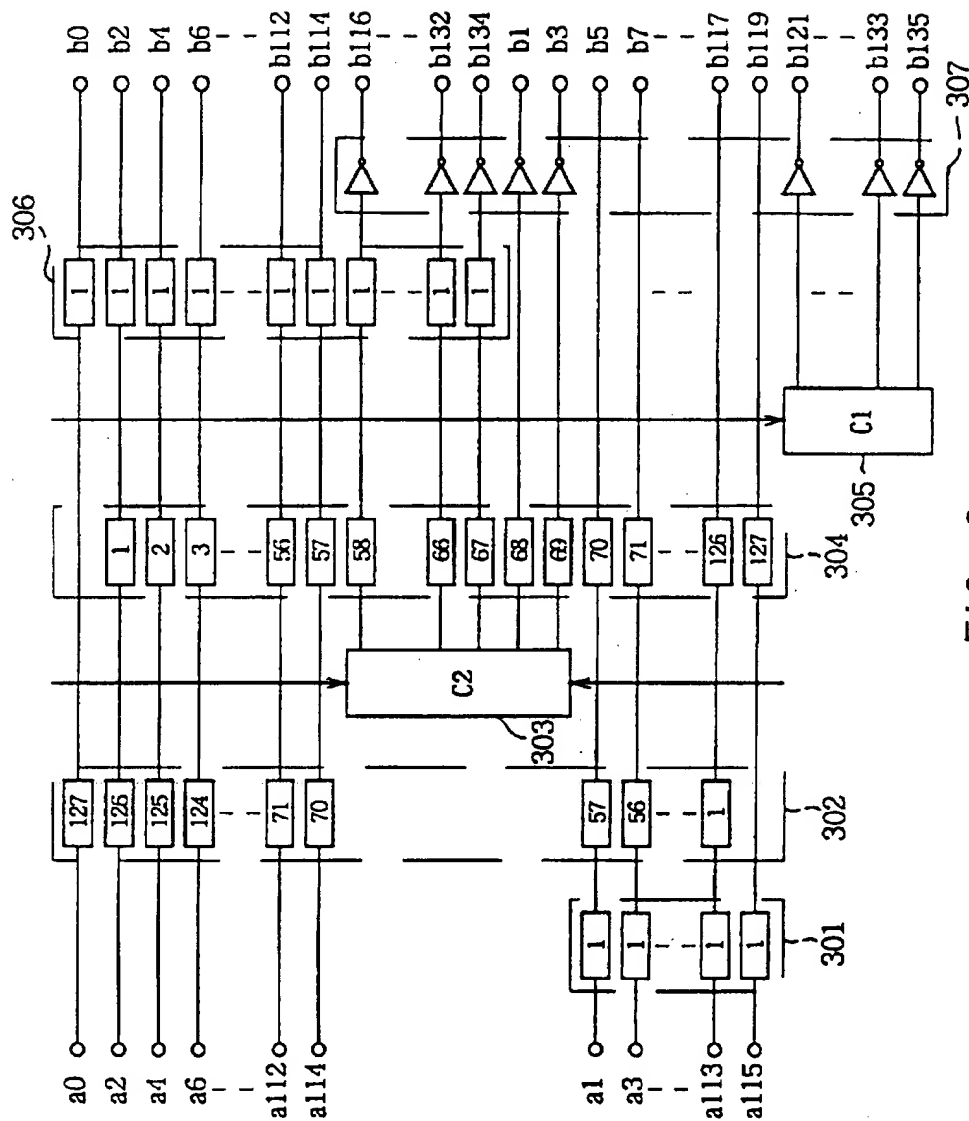 306
a0 127 1 b0
a2 126 1 1 b2
a4 125 2 1 b4
a6 124 3 1 b6
a112 71 56 1 b112
a114 70 57 1 b114
58 1 b116
66 1 b132
67 1 b134
C2 68 b1
69 b3
303
a1 1 57 70 b5
a3 1 56 71 b7
a113 1 1 126 b117
a115 1 127 b119
301 302 304
C1 b121
b133
b135
305 307